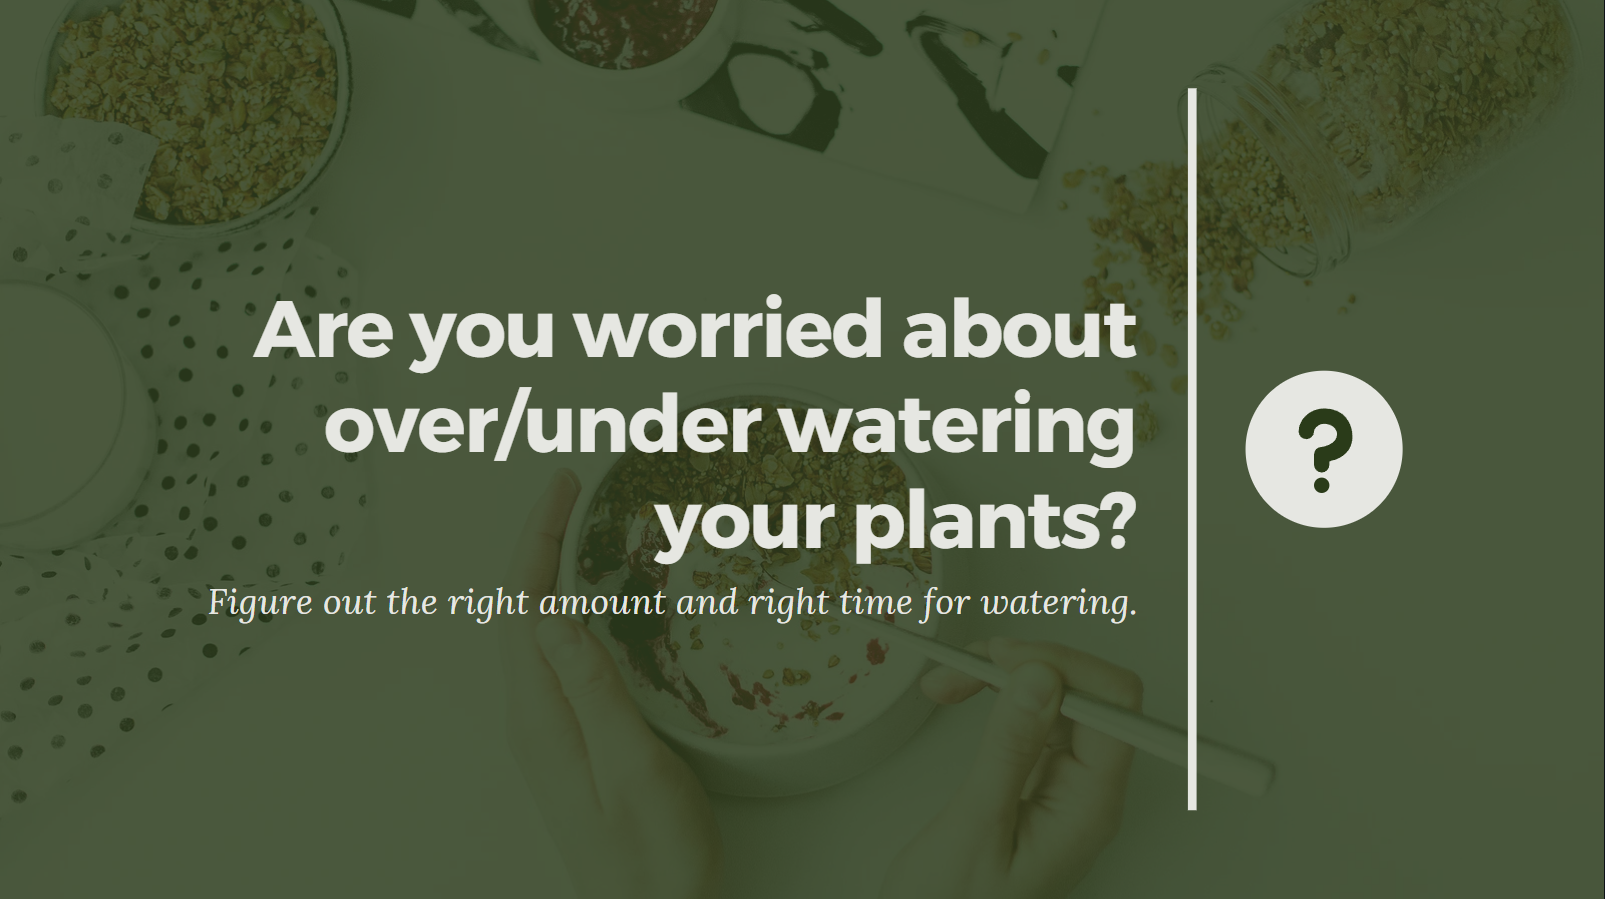 Are you worried about
over/under watering
your plants?
Figure out the right amount and right time for watering.
?